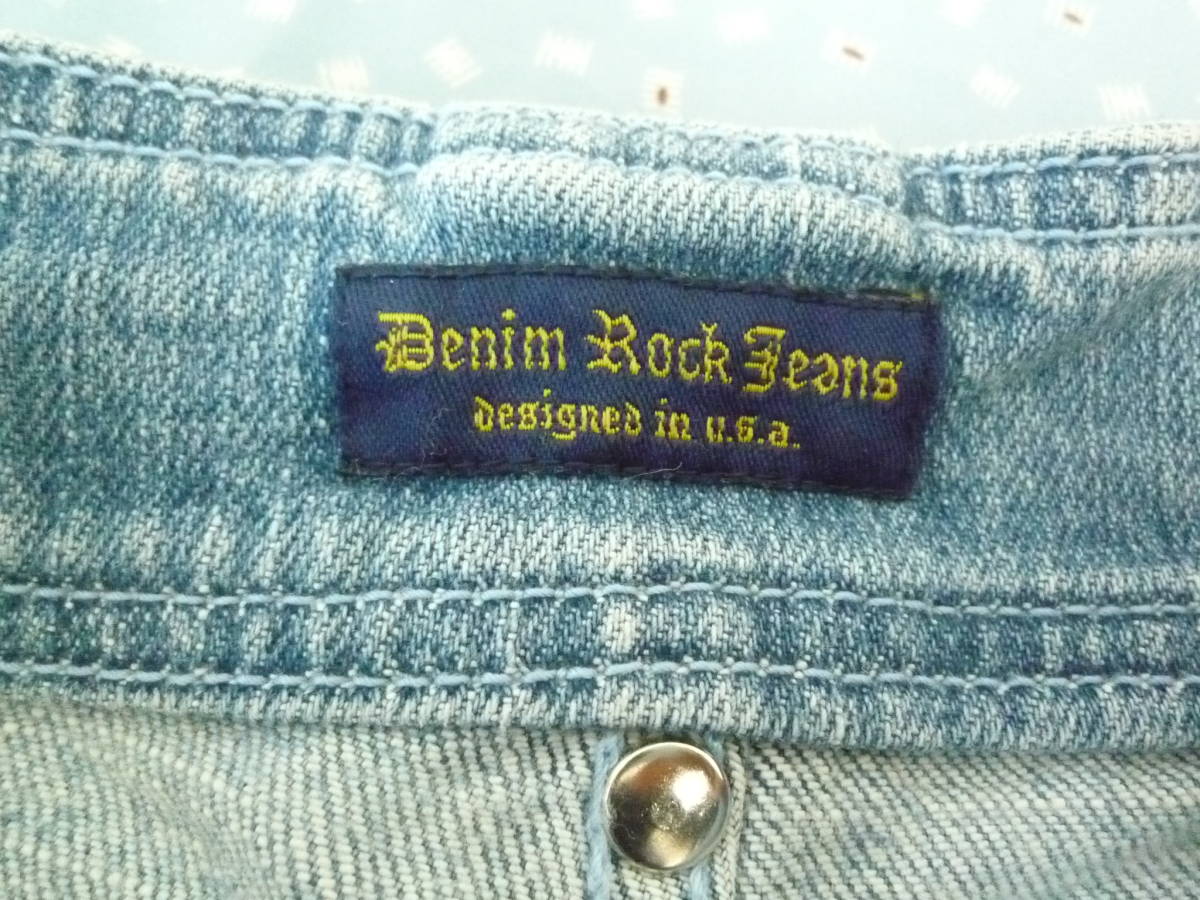 Denim Rock Jeans
designed in u.s.a.